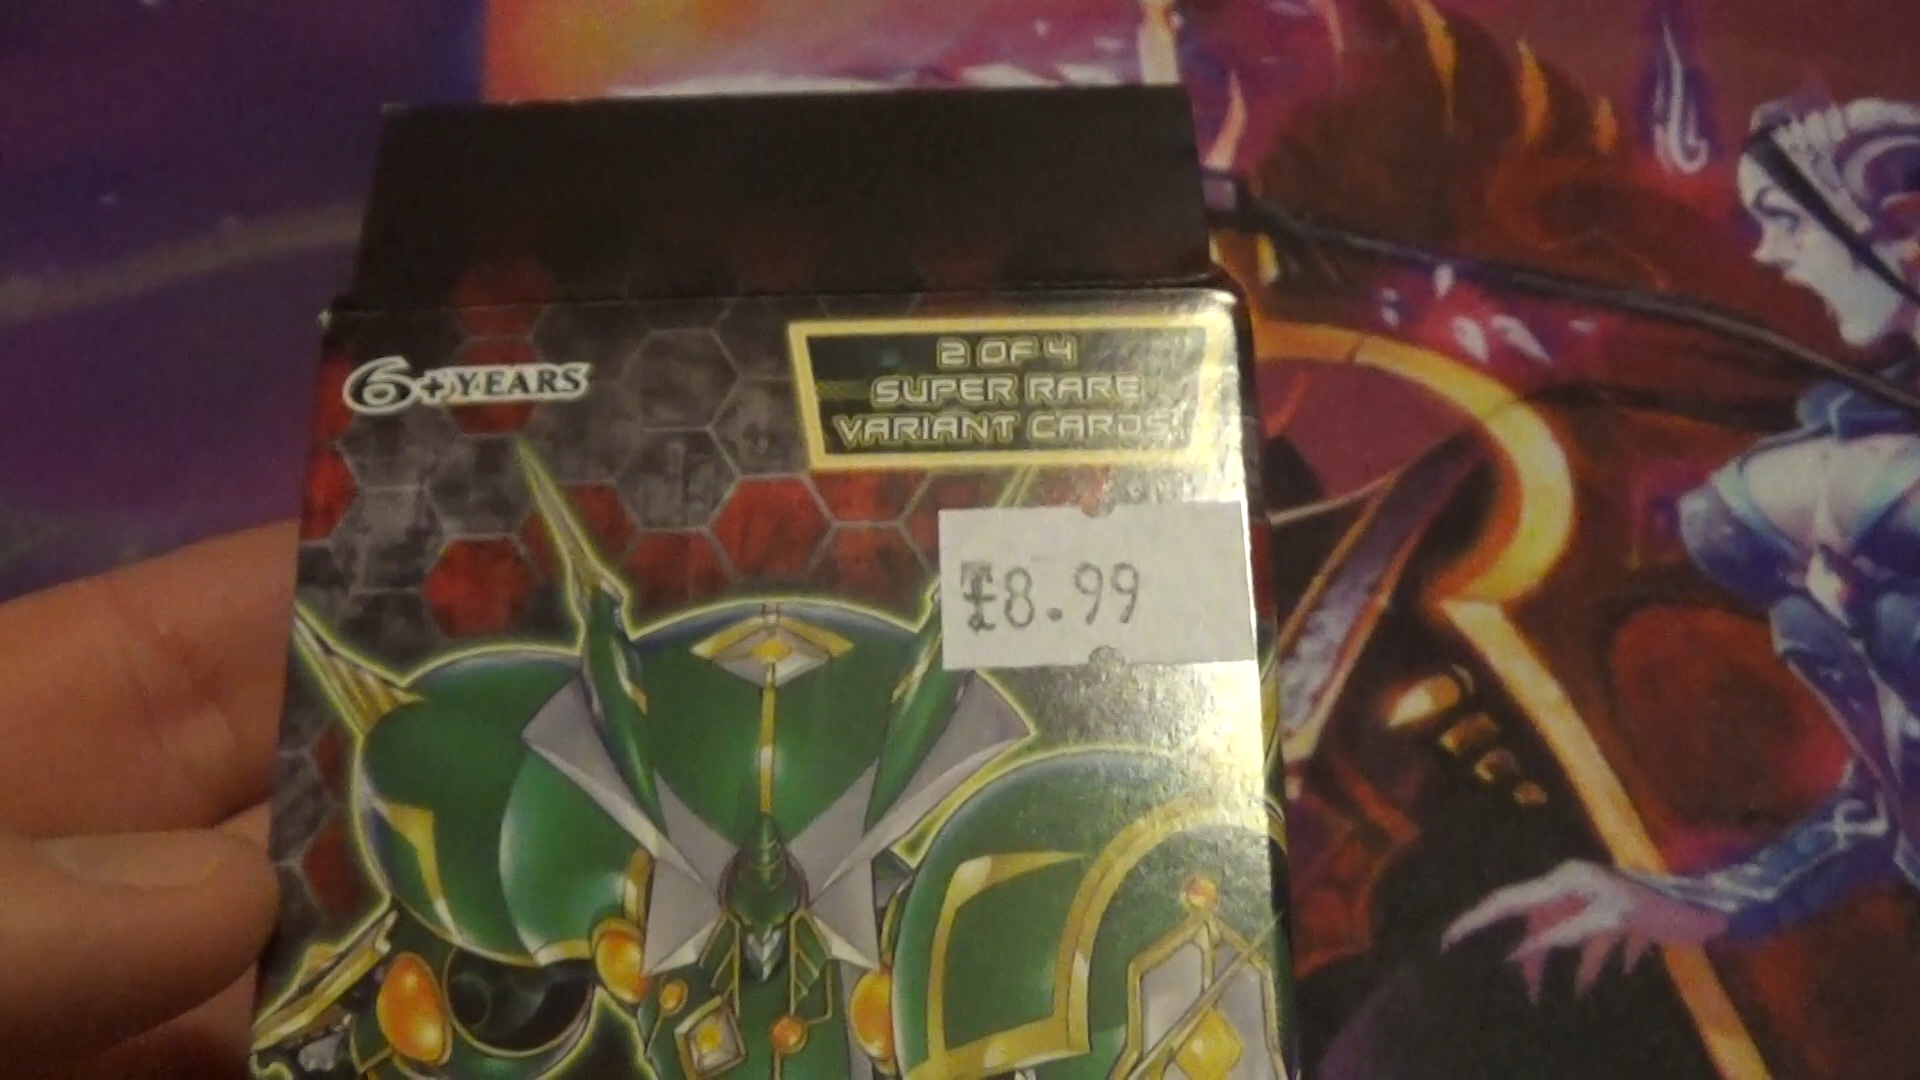 6+YEARS
2 OF 4
SUPER RARE
VARIANT CARDS!
£8.99